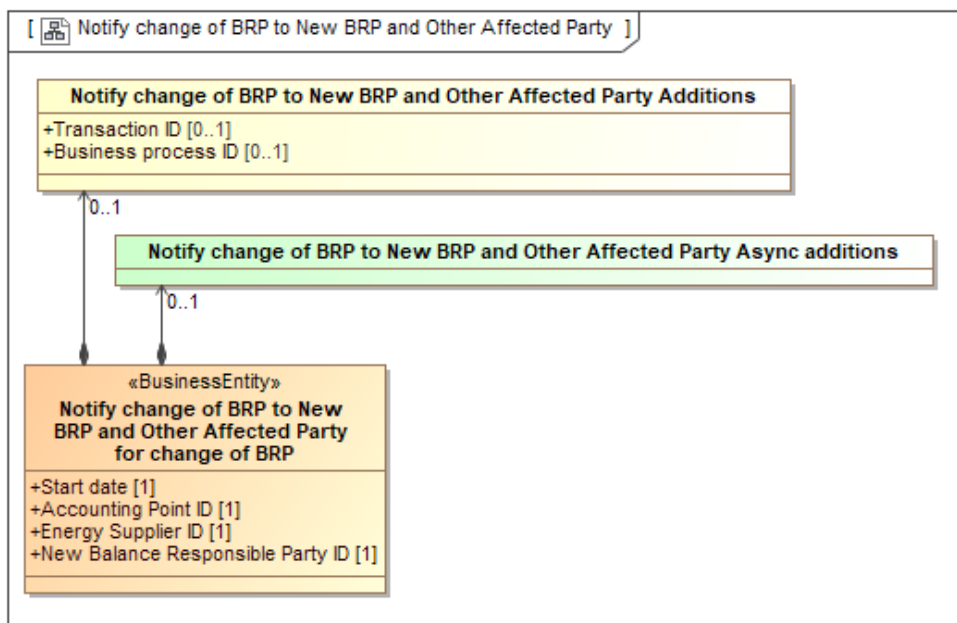 [ Notify change of BRP to New BRP and Other Affected Party ]
Notify change of BRP to New BRP and Other Affected Party Additions
+Transaction ID [0..1]
+Business process ID [0..1]
0..1
Notify change of BRP to New BRP and Other Affected Party Async additions
0..1
«BusinessEntity»
Notify change of BRP to New
BRP and Other Affected Party
for change of BRP
+Start date [1]
+Accounting Point ID [1]
+Energy Supplier ID [1]
+New Balance Responsible Party ID [1]